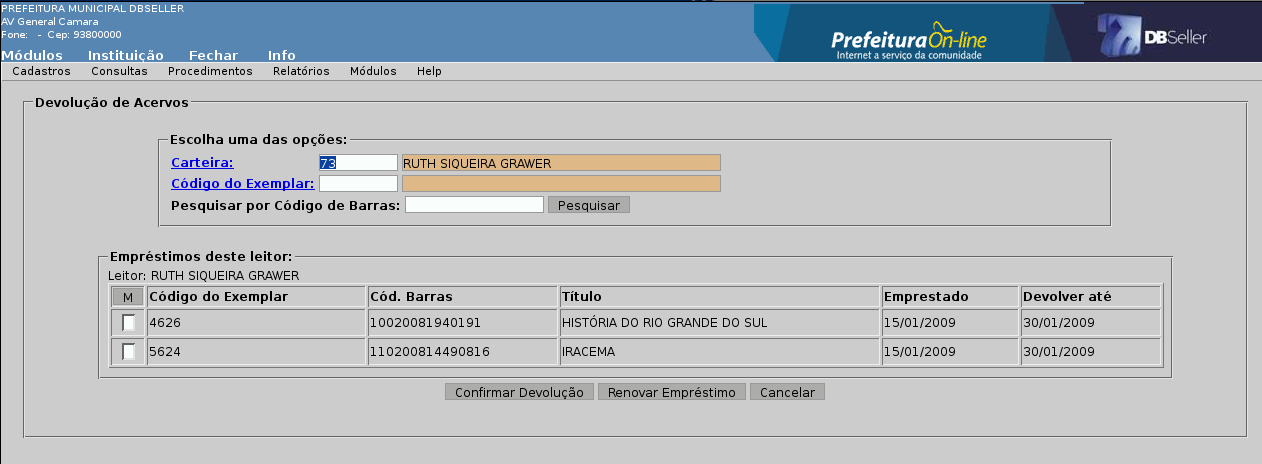 PREFEITURA MUNICIPAL DBSELLER
AV General Camara
Fone:   - Cep: 93800000
Prefeitura On-line
Internet a serviço da comunidade
DBSeller
Módulos Instituição Fechar Info
Cadastros Consultas Procedimentos Relatórios Módulos Help
Devolução de Acervos
Escolha uma das opções:
Carteira: 73 RUTH SIQUEIRA GRAWER
Código do Exemplar:
Pesquisar por Código de Barras: Pesquisar
Empréstimos deste leitor:
Leitor: RUTH SIQUEIRA GRAWER
M Código do Exemplar Cód. Barras Título Emprestado Devolver até
4626 10020081940191 HISTÓRIA DO RIO GRANDE DO SUL 15/01/2009 30/01/2009
5624 110200814490816 IRACEMA 15/01/2009 30/01/2009
Confirmar Devolução Renovar Empréstimo Cancelar